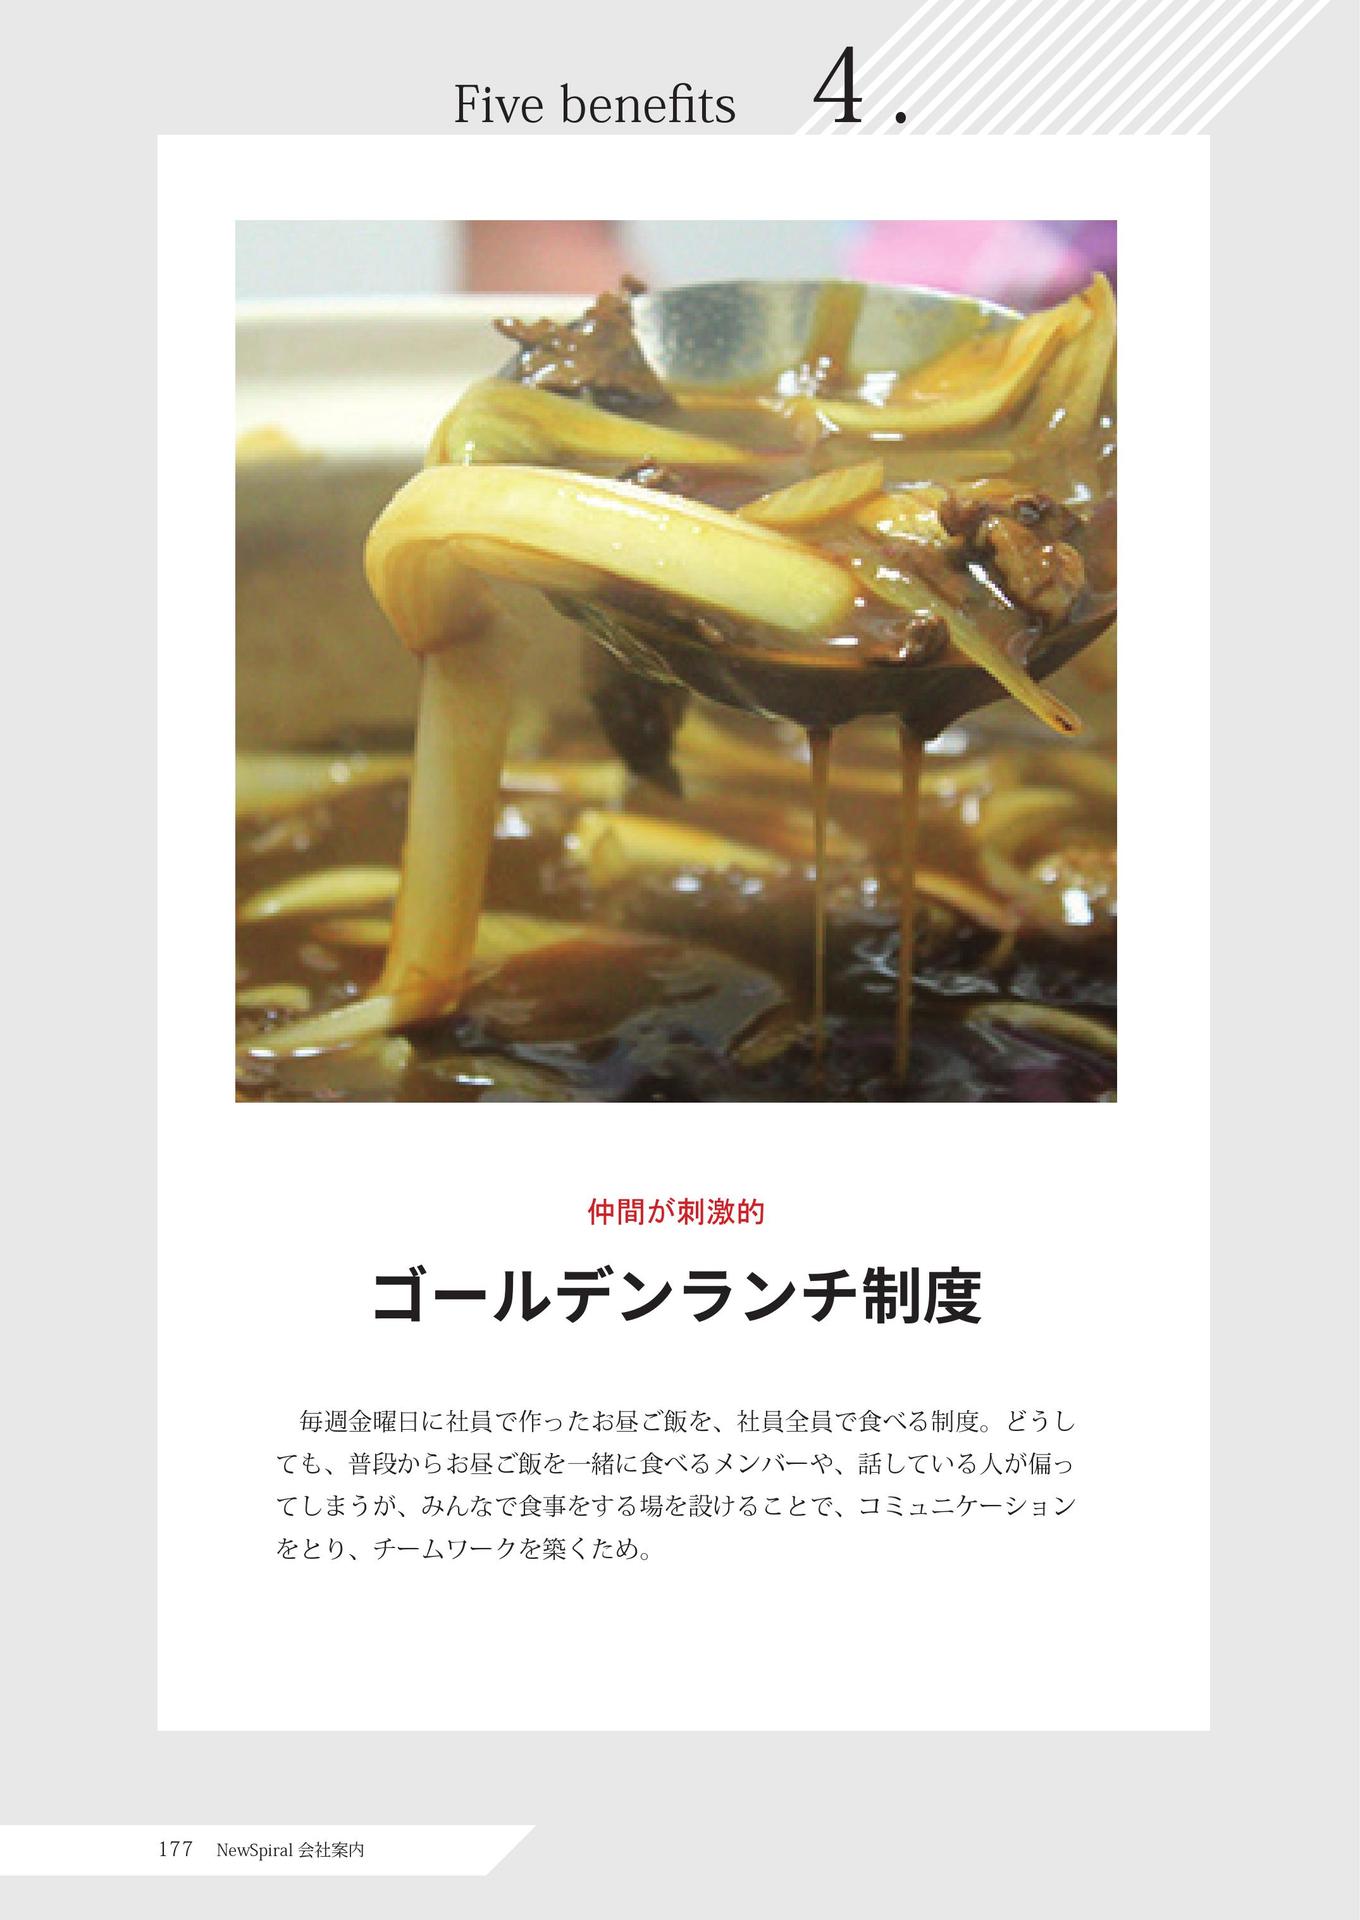 Five benefits 4.
仲間が刺激的
ゴールデンランチ制度
毎週金曜日に社員で作ったお昼ご飯を、社員全員で食べる制度。どうし
ても、普段からお昼ご飯を一緒に食べるメンバーや、話している人が偏っ
てしまうが、みんなで食事をする場を設けることで、コミュニケーション
をとり、チームワークを築くため。
177 NewSpiral 会社案内